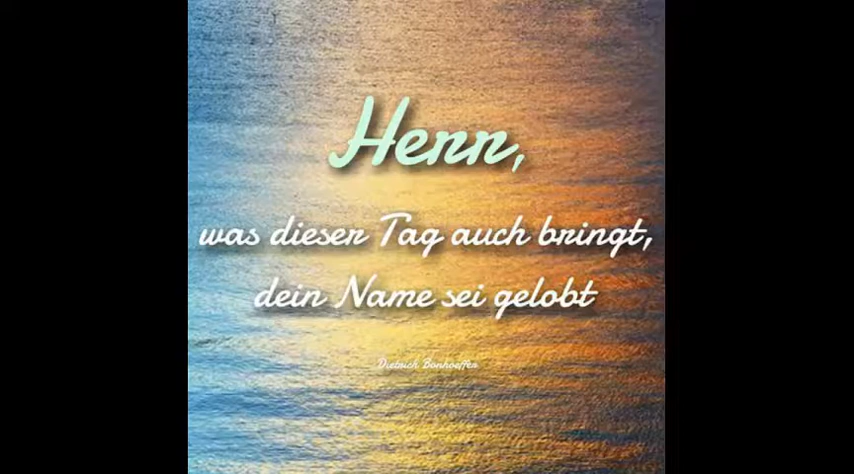 Herr,
was dieser Tag auch bringt,
dein Name sei gelobt
Dietrich Bonhoeffer